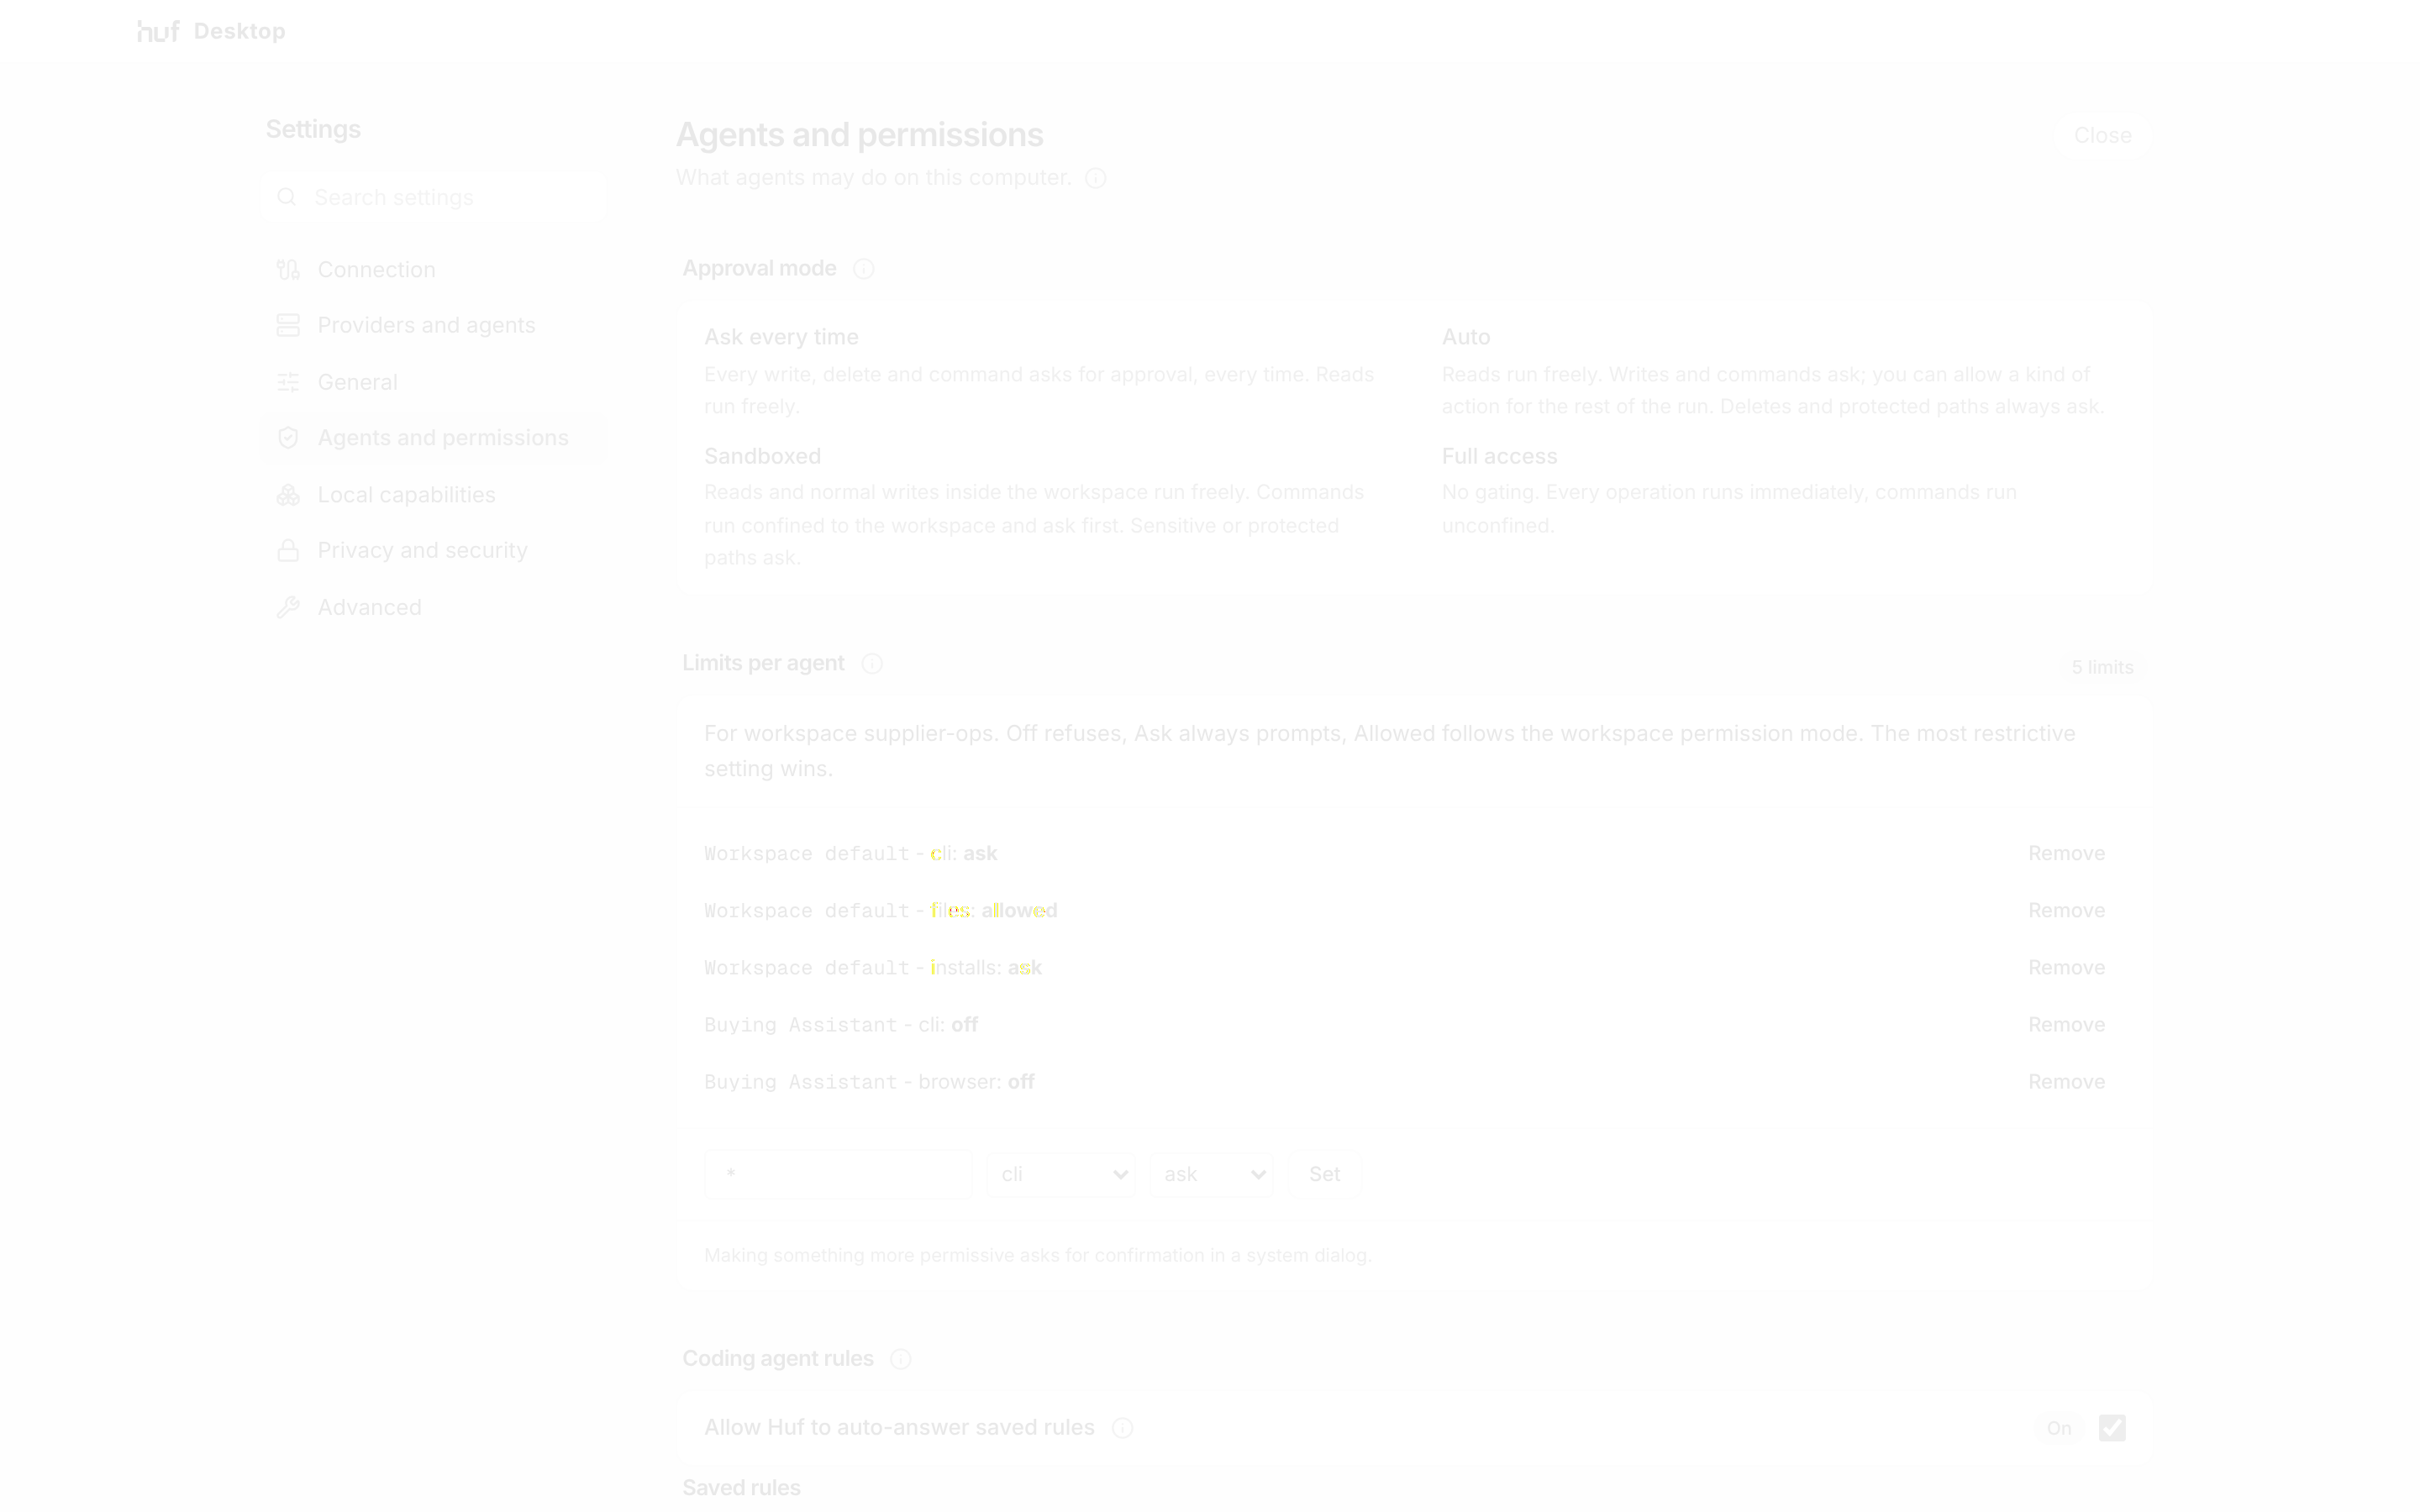 huf Desktop
Settings
Search settings
Connection
Providers and agents
General
Agents and permissions
Local capabilities
Privacy and security
Advanced
Agents and permissions
Close
What agents may do on this computer.
Approval mode
Ask every time
Every write, delete and command asks for approval, every time. Reads
run freely.
Auto
Reads run freely. Writes and commands ask; you can allow a kind of
action for the rest of the run. Deletes and protected paths always ask.
Sandboxed
Reads and normal writes inside the workspace run freely. Commands
run confined to the workspace and ask first. Sensitive or protected
paths ask.
Full access
No gating. Every operation runs immediately, commands run
unconfined.
Limits per agent
5 limits
For workspace supplier-ops. Off refuses, Ask always prompts, Allowed follows the workspace permission mode. The most restrictive
setting wins.
Workspace default - cli: ask Remove
Workspace default - files: allowed Remove
Workspace default - installs: ask Remove
Buying Assistant - cli: off Remove
Buying Assistant - browser: off Remove
* cli ask Set
Making something more permissive asks for confirmation in a system dialog.
Coding agent rules
Allow Huf to auto-answer saved rules On
Saved rules